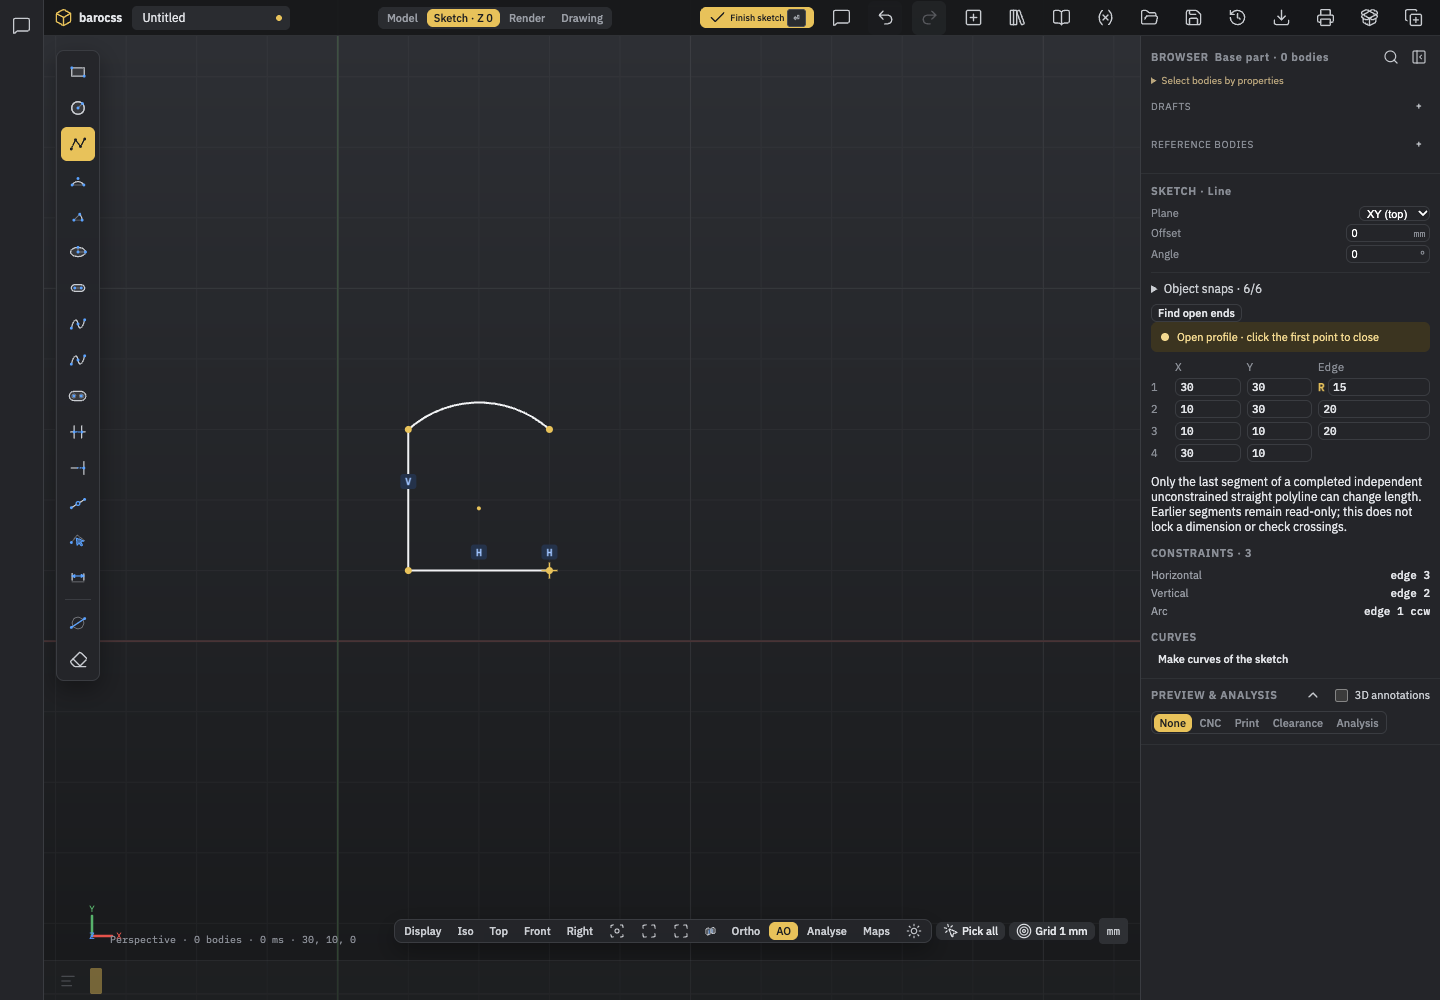 barocss
Untitled
Model
Sketch · Z 0
Render
Drawing
Finish sketch
BROWSER Base part · 0 bodies
Select bodies by properties
DRAFTS +
REFERENCE BODIES +
SKETCH · Line
Plane XY (top)
Offset 0 mm
Angle 0 °
Object snaps · 6/6
Find open ends
Open profile · click the first point to close
X Y Edge
1 30 30 R 15
2 10 30 20
3 10 10 20
4 30 10
Only the last segment of a completed independent
unconstrained straight polyline can change length.
Earlier segments remain read-only; this does not
lock a dimension or check crossings.
CONSTRAINTS · 3
Horizontal edge 3
Vertical edge 2
Arc edge 1 ccw
CURVES
Make curves of the sketch
PREVIEW & ANALYSIS 3D annotations
None CNC Print Clearance Analysis
V
H H
Y
X
Z
Perspective · 0 bodies · 0 ms · 30, 10, 0
Display Iso Top Front Right Ortho AO Analyse Maps
Pick all
Grid 1 mm
mm